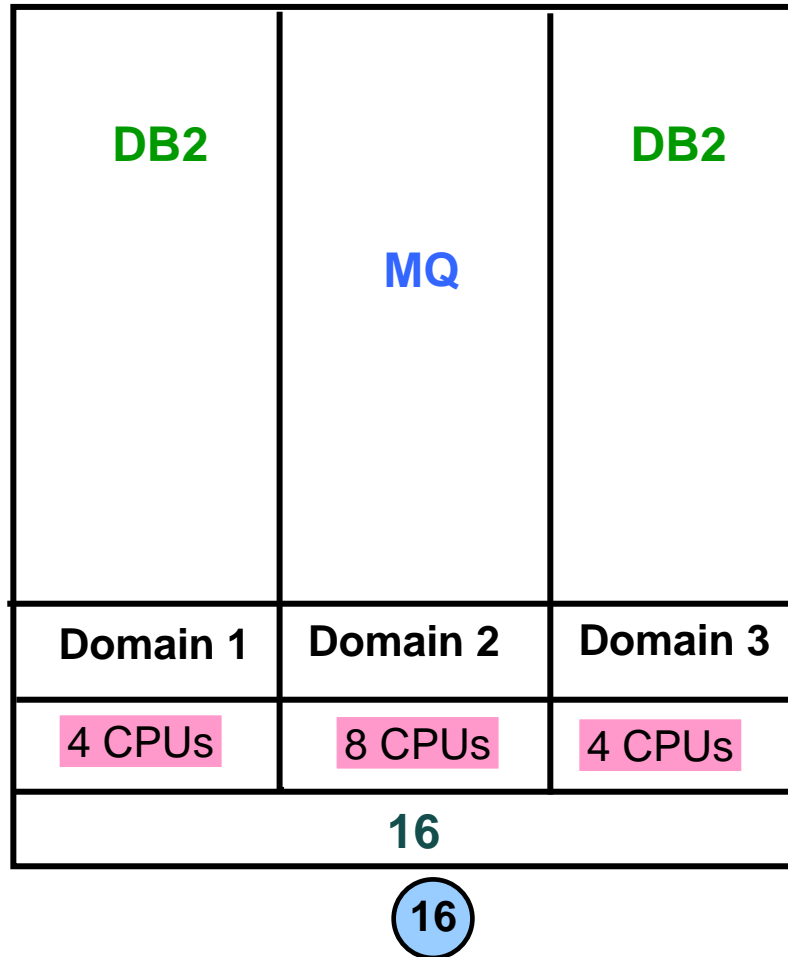 DB2
DB2
MQ
Domain 1
Domain 2
Domain 3
4 CPUs
8 CPUs
4 CPUs
16
16